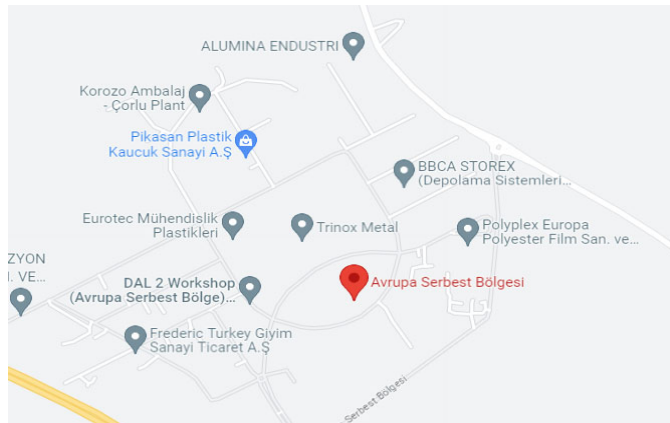 ALUMINA ENDUSTRI
Korozo Ambalaj
- Çorlu Plant
Pikasan Plastik
Kaucuk Sanayi A.Ş
BBCA STOREX
(Depolama Sistemleri...
Eurotec Mühendislik
Plastikleri
Trinox Metal
Polyplex Europa
Polyester Film San. ve...
ZYON
. VE...
DAL 2 Workshop
(Avrupa Serbest Bölge)...
Avrupa Serbest Bölgesi
Frederic Turkey Giyim
Sanayi Ticaret A.Ş
Serbest Bölgesi